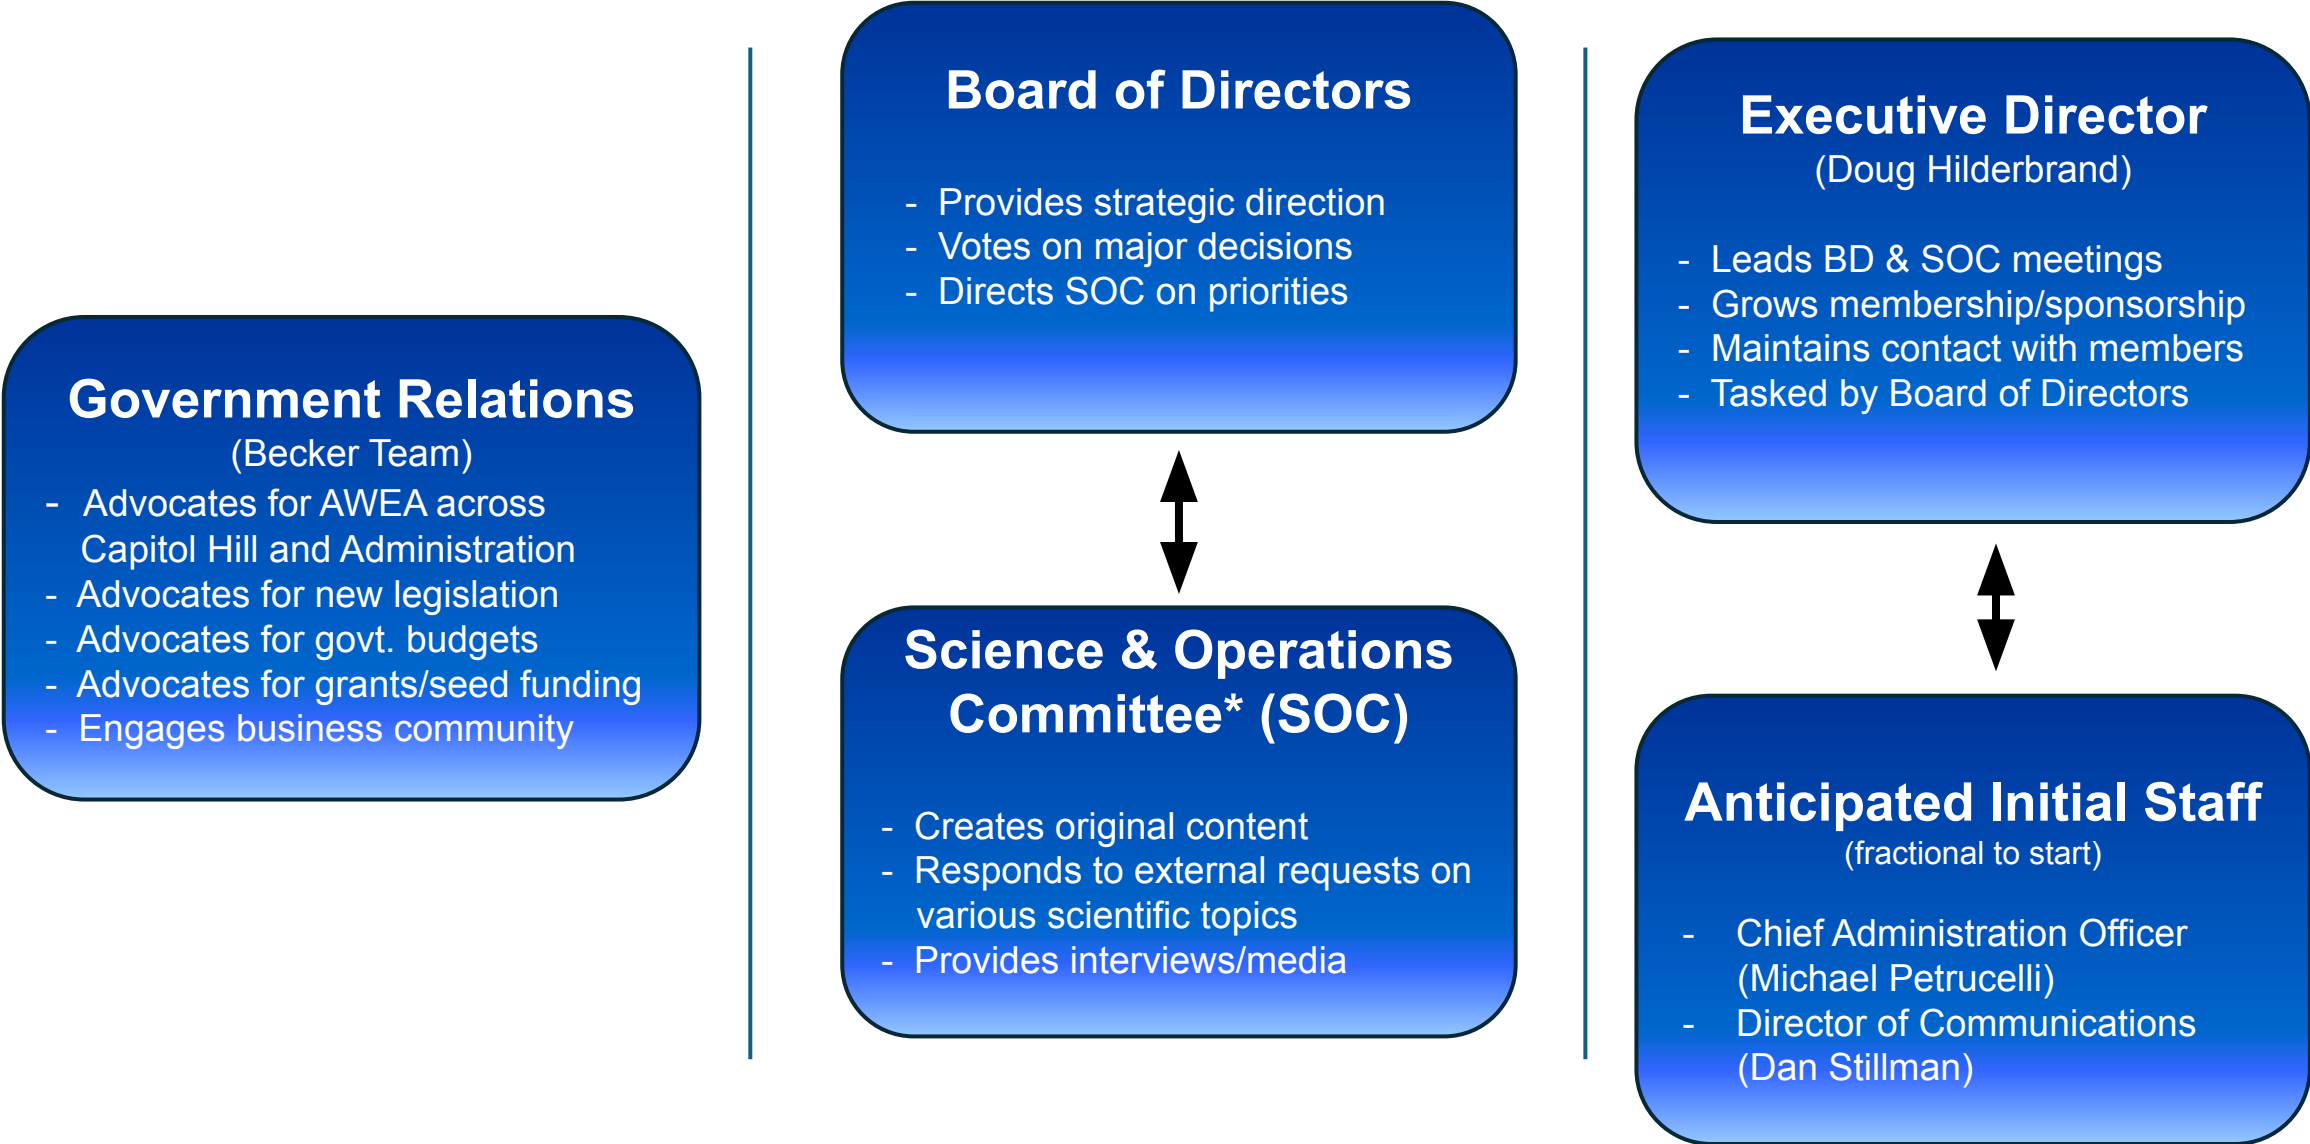 Government Relations
(Becker Team)
- Advocates for AWEA across
Capitol Hill and Administration
- Advocates for new legislation
- Advocates for govt. budgets
- Advocates for grants/seed funding
- Engages business community
Board of Directors
- Provides strategic direction
- Votes on major decisions
- Directs SOC on priorities
Science & Operations
Committee* (SOC)
- Creates original content
- Responds to external requests on
various scientific topics
- Provides interviews/media
Executive Director
(Doug Hilderbrand)
- Leads BD & SOC meetings
- Grows membership/sponsorship
- Maintains contact with members
- Tasked by Board of Directors
Anticipated Initial Staff
(fractional to start)
- Chief Administration Officer
(Michael Petrucelli)
- Director of Communications
(Dan Stillman)